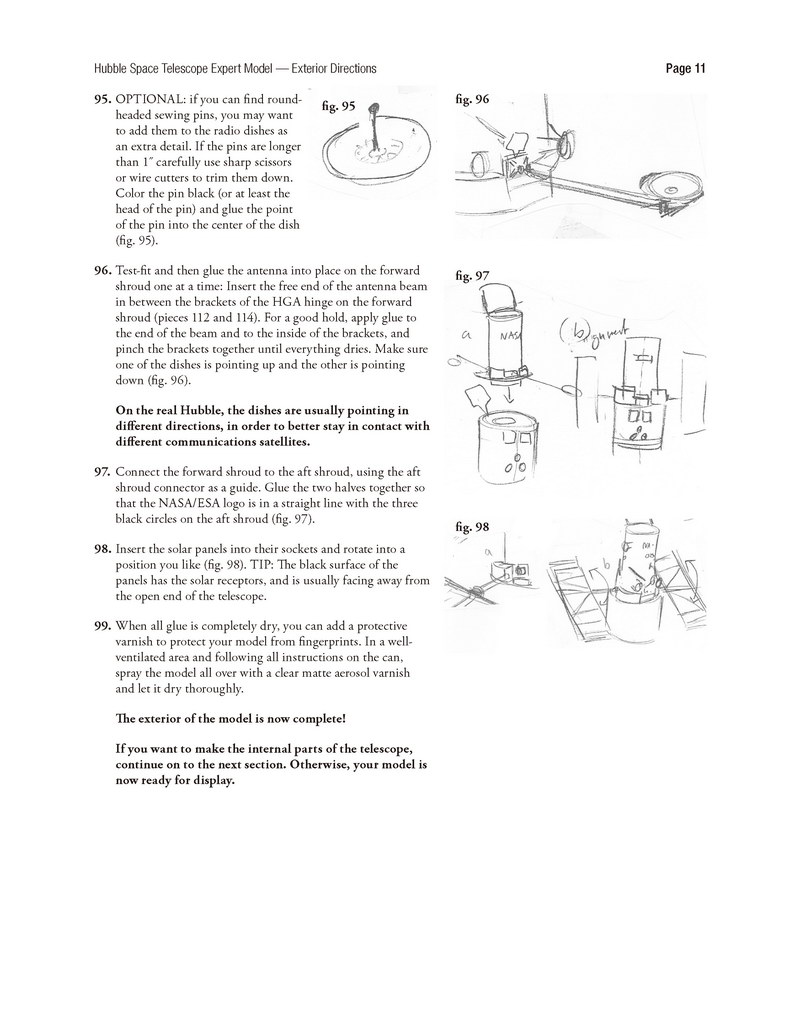 Hubble Space Telescope Expert Model — Exterior Directions
Page 11
95. OPTIONAL: if you can find round-
headed sewing pins, you may want
to add them to the radio dishes as
an extra detail. If the pins are longer
than 1″ carefully use sharp scissors
or wire cutters to trim them down.
Color the pin black (or at least the
head of the pin) and glue the point
of the pin into the center of the dish
(fig. 95).
fig. 95
96. Test-fit and then glue the antenna into place on the forward
shroud one at a time: Insert the free end of the antenna beam
in between the brackets of the HGA hinge on the forward
shroud (pieces 112 and 114). For a good hold, apply glue to
the end of the beam and to the inside of the brackets, and
pinch the brackets together until everything dries. Make sure
one of the dishes is pointing up and the other is pointing
down (fig. 96).
On the real Hubble, the dishes are usually pointing in
different directions, in order to better stay in contact with
different communications satellites.
97. Connect the forward shroud to the aft shroud, using the aft
shroud connector as a guide. Glue the two halves together so
that the NASA/ESA logo is in a straight line with the three
black circles on the aft shroud (fig. 97).
98. Insert the solar panels into their sockets and rotate into a
position you like (fig. 98). TIP: The black surface of the
panels has the solar receptors, and is usually facing away from
the open end of the telescope.
99. When all glue is completely dry, you can add a protective
varnish to protect your model from fingerprints. In a well-
ventilated area and following all instructions on the can,
spray the model all over with a clear matte aerosol varnish
and let it dry thoroughly.
The exterior of the model is now complete!
If you want to make the internal parts of the telescope,
continue on to the next section. Otherwise, your model is
now ready for display.
fig. 96
fig. 97
a
NASA
b
fig. 98
a
b